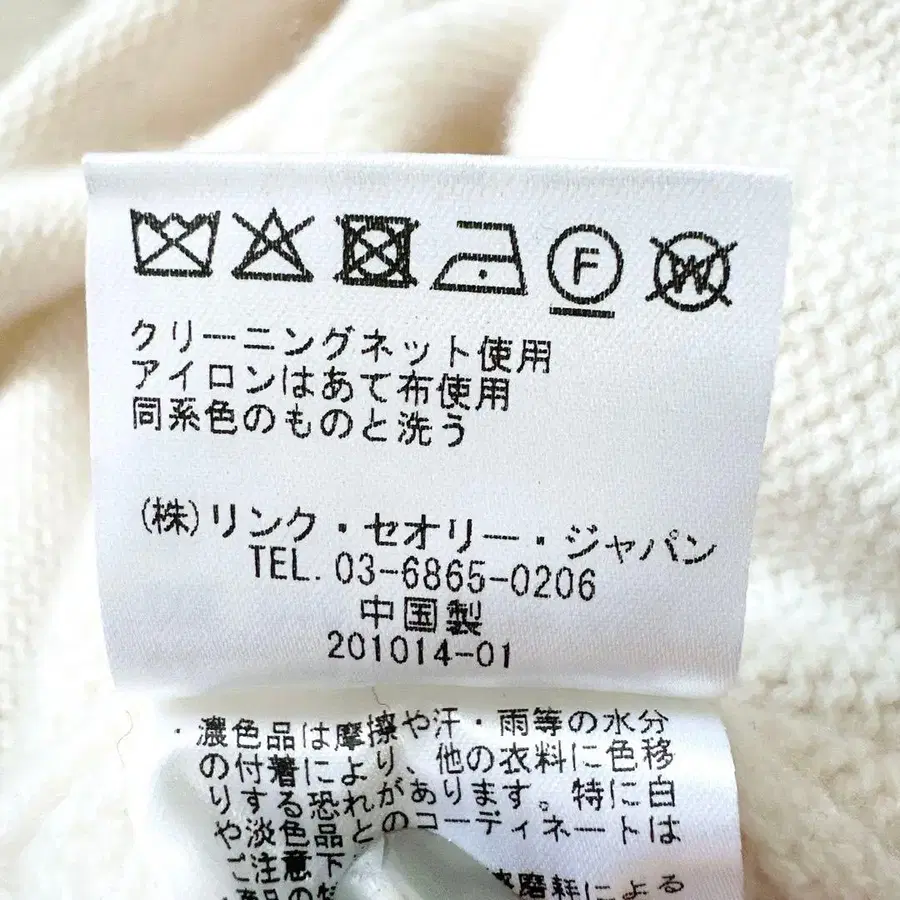 F
W
クリーニングネット使用
アイロンはあて布使用
同系色のものと洗う
(株)リンク・セオリー・ジャパン
TEL. 03-6865-0206
中国製
201014-01
・濃色品は摩擦や汗・雨等の水分
の付着により、他の衣料に色移
りする恐れがあります。特に白
や淡色品とのコーディネートは
ご注意下
磨耗による